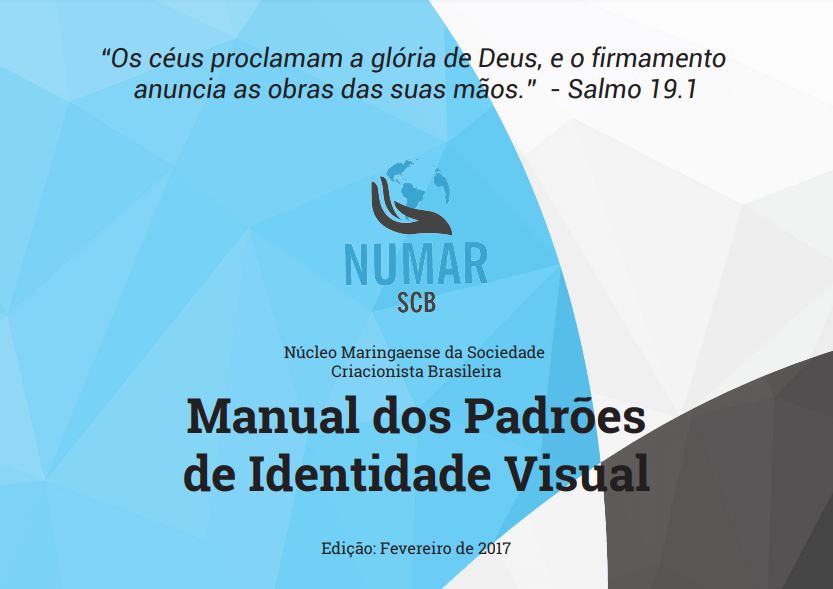 “Os céus proclamam a glória de Deus, e o firmamento
anuncia as obras das suas mãos.” - Salmo 19.1
NUMAR
SCB
Núcleo Maringaense da Sociedade
Criacionista Brasileira
Manual dos Padrões
de Identidade Visual
Edição: Fevereiro de 2017